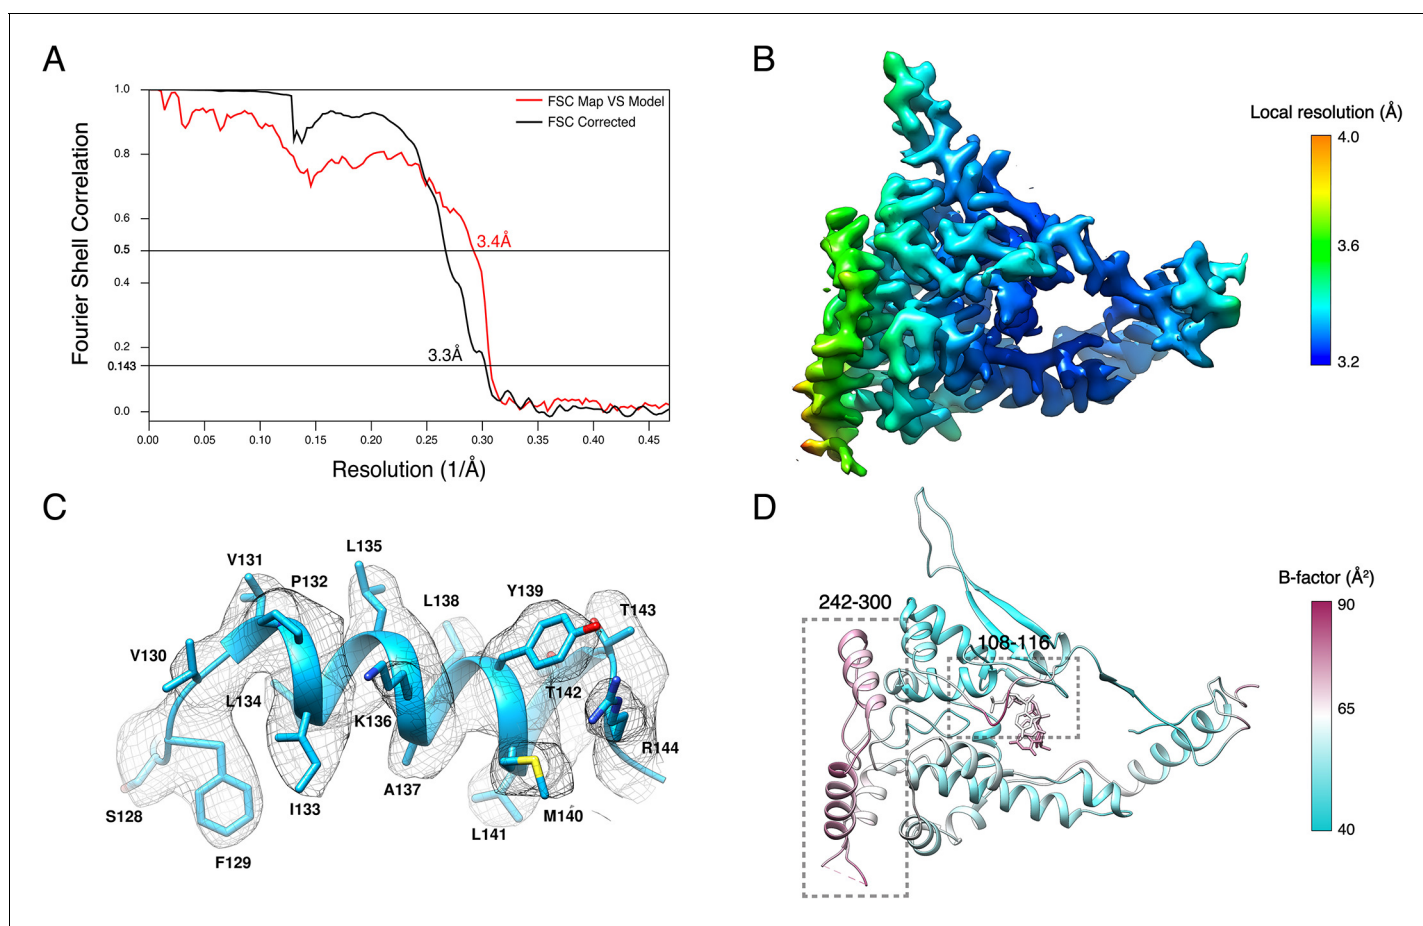 A
1.0
0.8
0.6
0.5
0.4
0.2
0.143
0.0
Fourier Shell Correlation
FSC Map VS Model
FSC Corrected
3.4Å
3.3Å
0.00 0.05 0.10 0.15 0.20 0.25 0.30 0.35 0.40 0.45
Resolution (1/Å)
B
Local resolution (Å)
4.0
3.6
3.2
C
L135
V131
P132
Y139
L138
T143
V130
L134
T142
K136
R144
A137
S128
I133
M140
L141
F129
D
B-factor (Å²)
90
65
40
242-300
108-116